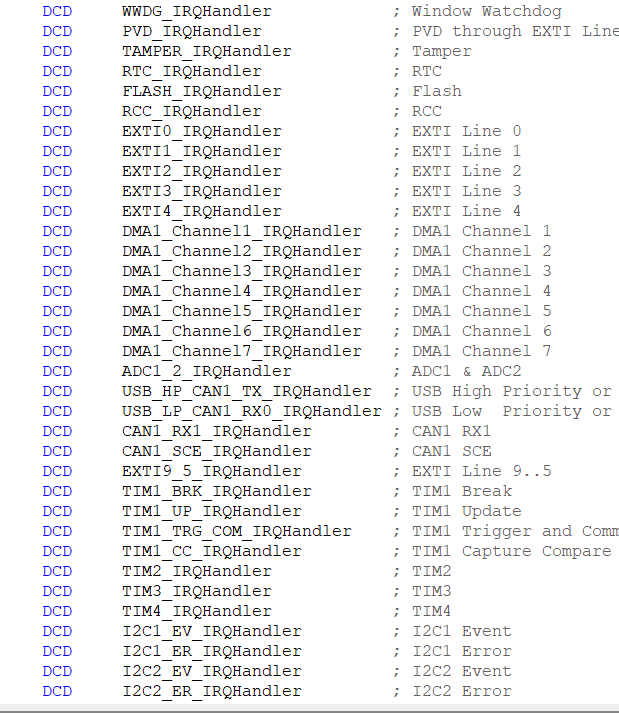 DCD     WWDG_IRQHandler            ; Window Watchdog
DCD     PVD_IRQHandler             ; PVD through EXTI Line
DCD     TAMPER_IRQHandler          ; Tamper
DCD     RTC_IRQHandler             ; RTC
DCD     FLASH_IRQHandler           ; Flash
DCD     RCC_IRQHandler             ; RCC
DCD     EXTI0_IRQHandler           ; EXTI Line 0
DCD     EXTI1_IRQHandler           ; EXTI Line 1
DCD     EXTI2_IRQHandler           ; EXTI Line 2
DCD     EXTI3_IRQHandler           ; EXTI Line 3
DCD     EXTI4_IRQHandler           ; EXTI Line 4
DCD     DMA1_Channel1_IRQHandler   ; DMA1 Channel 1
DCD     DMA1_Channel2_IRQHandler   ; DMA1 Channel 2
DCD     DMA1_Channel3_IRQHandler   ; DMA1 Channel 3
DCD     DMA1_Channel4_IRQHandler   ; DMA1 Channel 4
DCD     DMA1_Channel5_IRQHandler   ; DMA1 Channel 5
DCD     DMA1_Channel6_IRQHandler   ; DMA1 Channel 6
DCD     DMA1_Channel7_IRQHandler   ; DMA1 Channel 7
DCD     ADC1_2_IRQHandler          ; ADC1 & ADC2
DCD     USB_HP_CAN1_TX_IRQHandler  ; USB High Priority or
DCD     USB_LP_CAN1_RX0_IRQHandler ; USB Low  Priority or
DCD     CAN1_RX1_IRQHandler        ; CAN1 RX1
DCD     CAN1_SCE_IRQHandler        ; CAN1 SCE
DCD     EXTI9_5_IRQHandler         ; EXTI Line 9..5
DCD     TIM1_BRK_IRQHandler        ; TIM1 Break
DCD     TIM1_UP_IRQHandler         ; TIM1 Update
DCD     TIM1_TRG_COM_IRQHandler    ; TIM1 Trigger and Comm
DCD     TIM1_CC_IRQHandler         ; TIM1 Capture Compare
DCD     TIM2_IRQHandler            ; TIM2
DCD     TIM3_IRQHandler            ; TIM3
DCD     TIM4_IRQHandler            ; TIM4
DCD     I2C1_EV_IRQHandler         ; I2C1 Event
DCD     I2C1_ER_IRQHandler         ; I2C1 Error
DCD     I2C2_EV_IRQHandler         ; I2C2 Event
DCD     I2C2_ER_IRQHandler         ; I2C2 Error